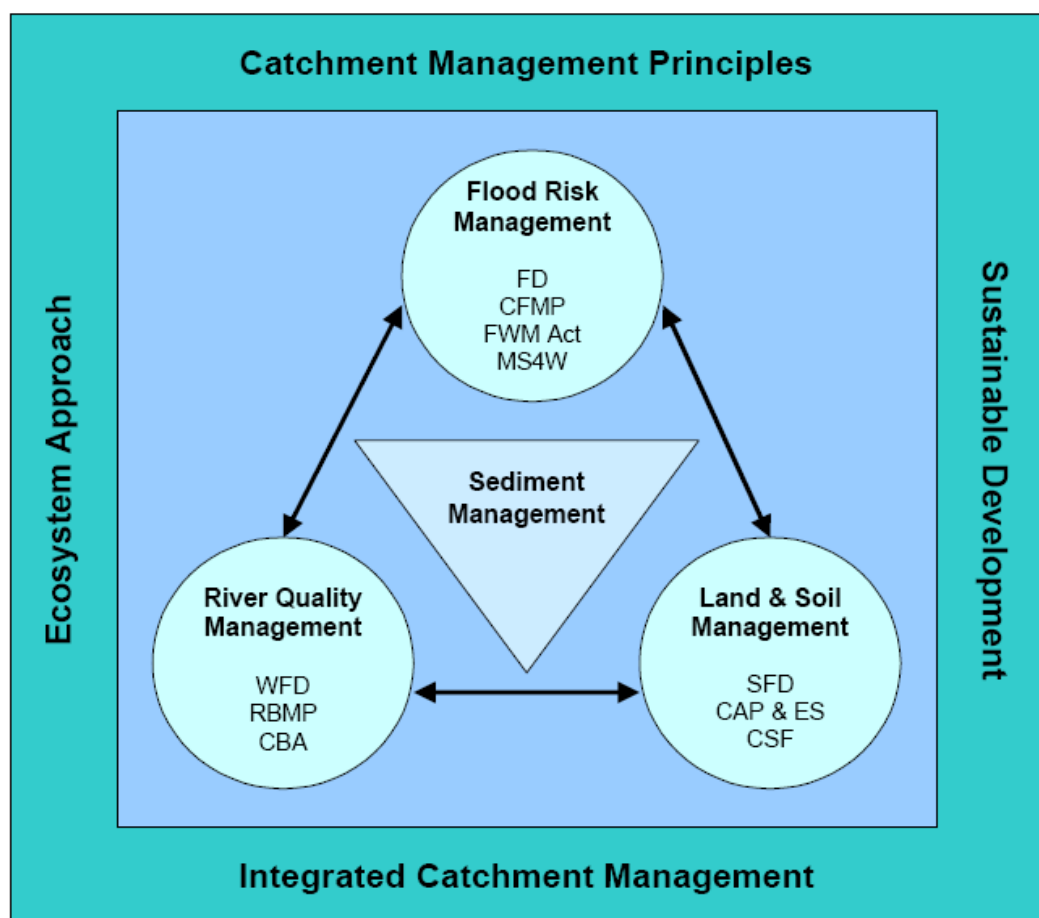 Catchment Management Principles
Flood Risk
Management
FD
CFMP
FWM Act
MS4W
Ecosystem Approach
Sustainable Development
Sediment
Management
River Quality
Management
WFD
RBMP
CBA
Land & Soil
Management
SFD
CAP & ES
CSF
Integrated Catchment Management